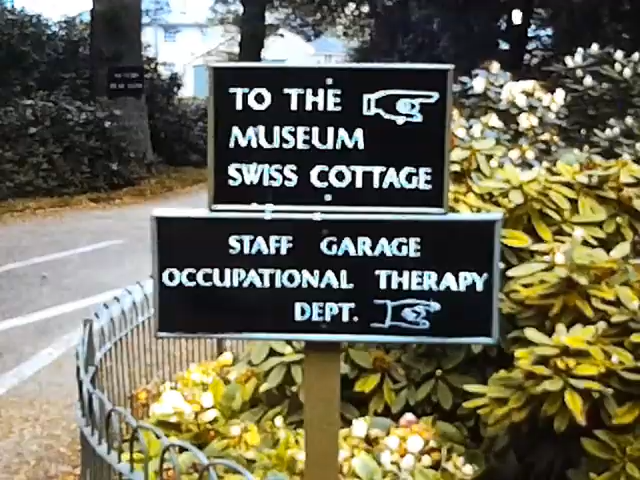 TO THE
MUSEUM
SWISS COTTAGE
STAFF GARAGE
OCCUPATIONAL THERAPY
DEPT.